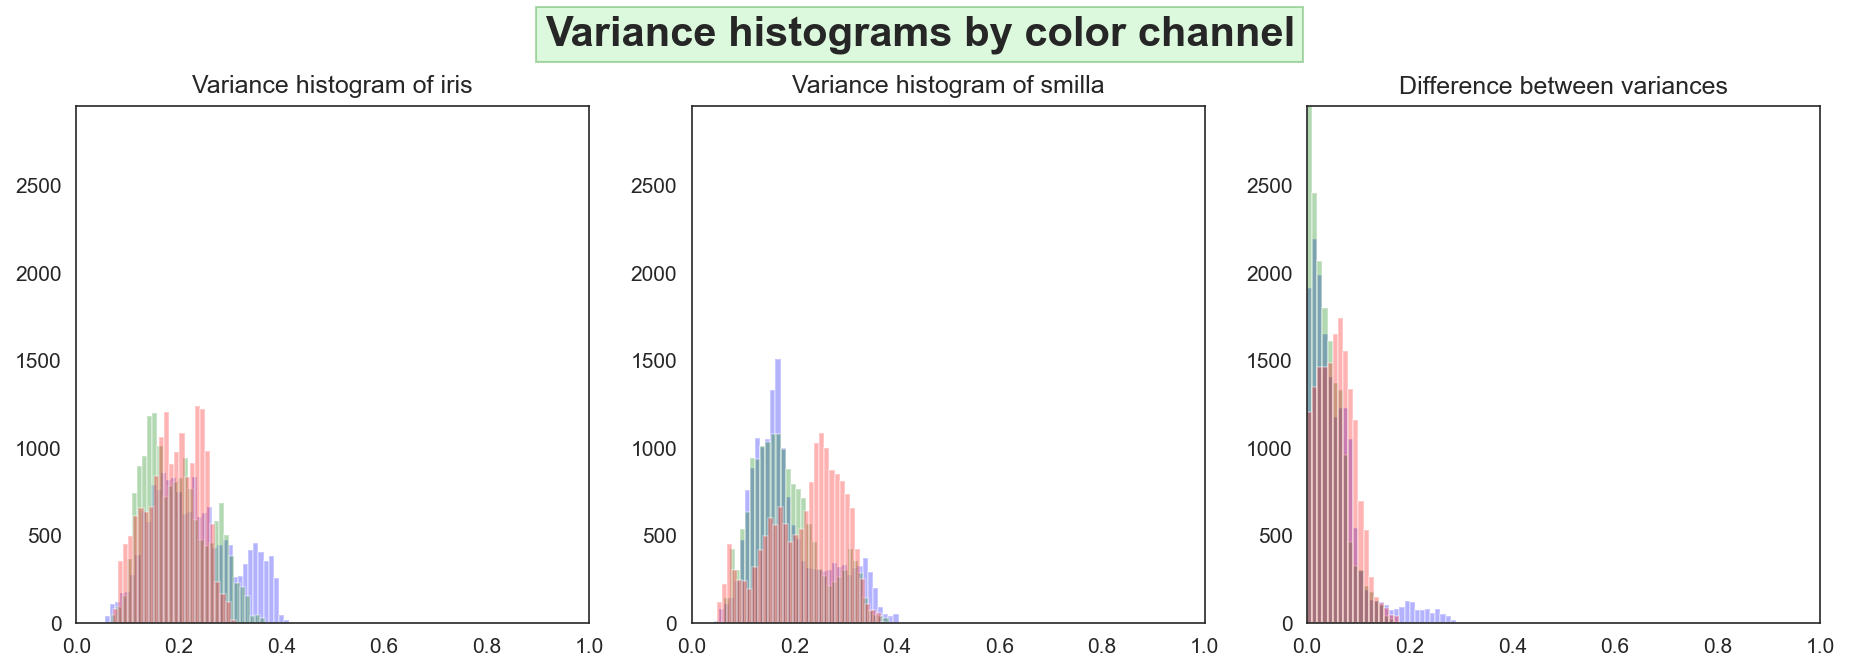 Variance histograms by color channel
Variance histogram of iris
Variance histogram of smilla
Difference between variances
2500
2000
1500
1000
500
0
0.0 0.2 0.4 0.6 0.8 1.0
2500
2000
1500
1000
500
0
0.0 0.2 0.4 0.6 0.8 1.0
2500
2000
1500
1000
500
0
0.0 0.2 0.4 0.6 0.8 1.0